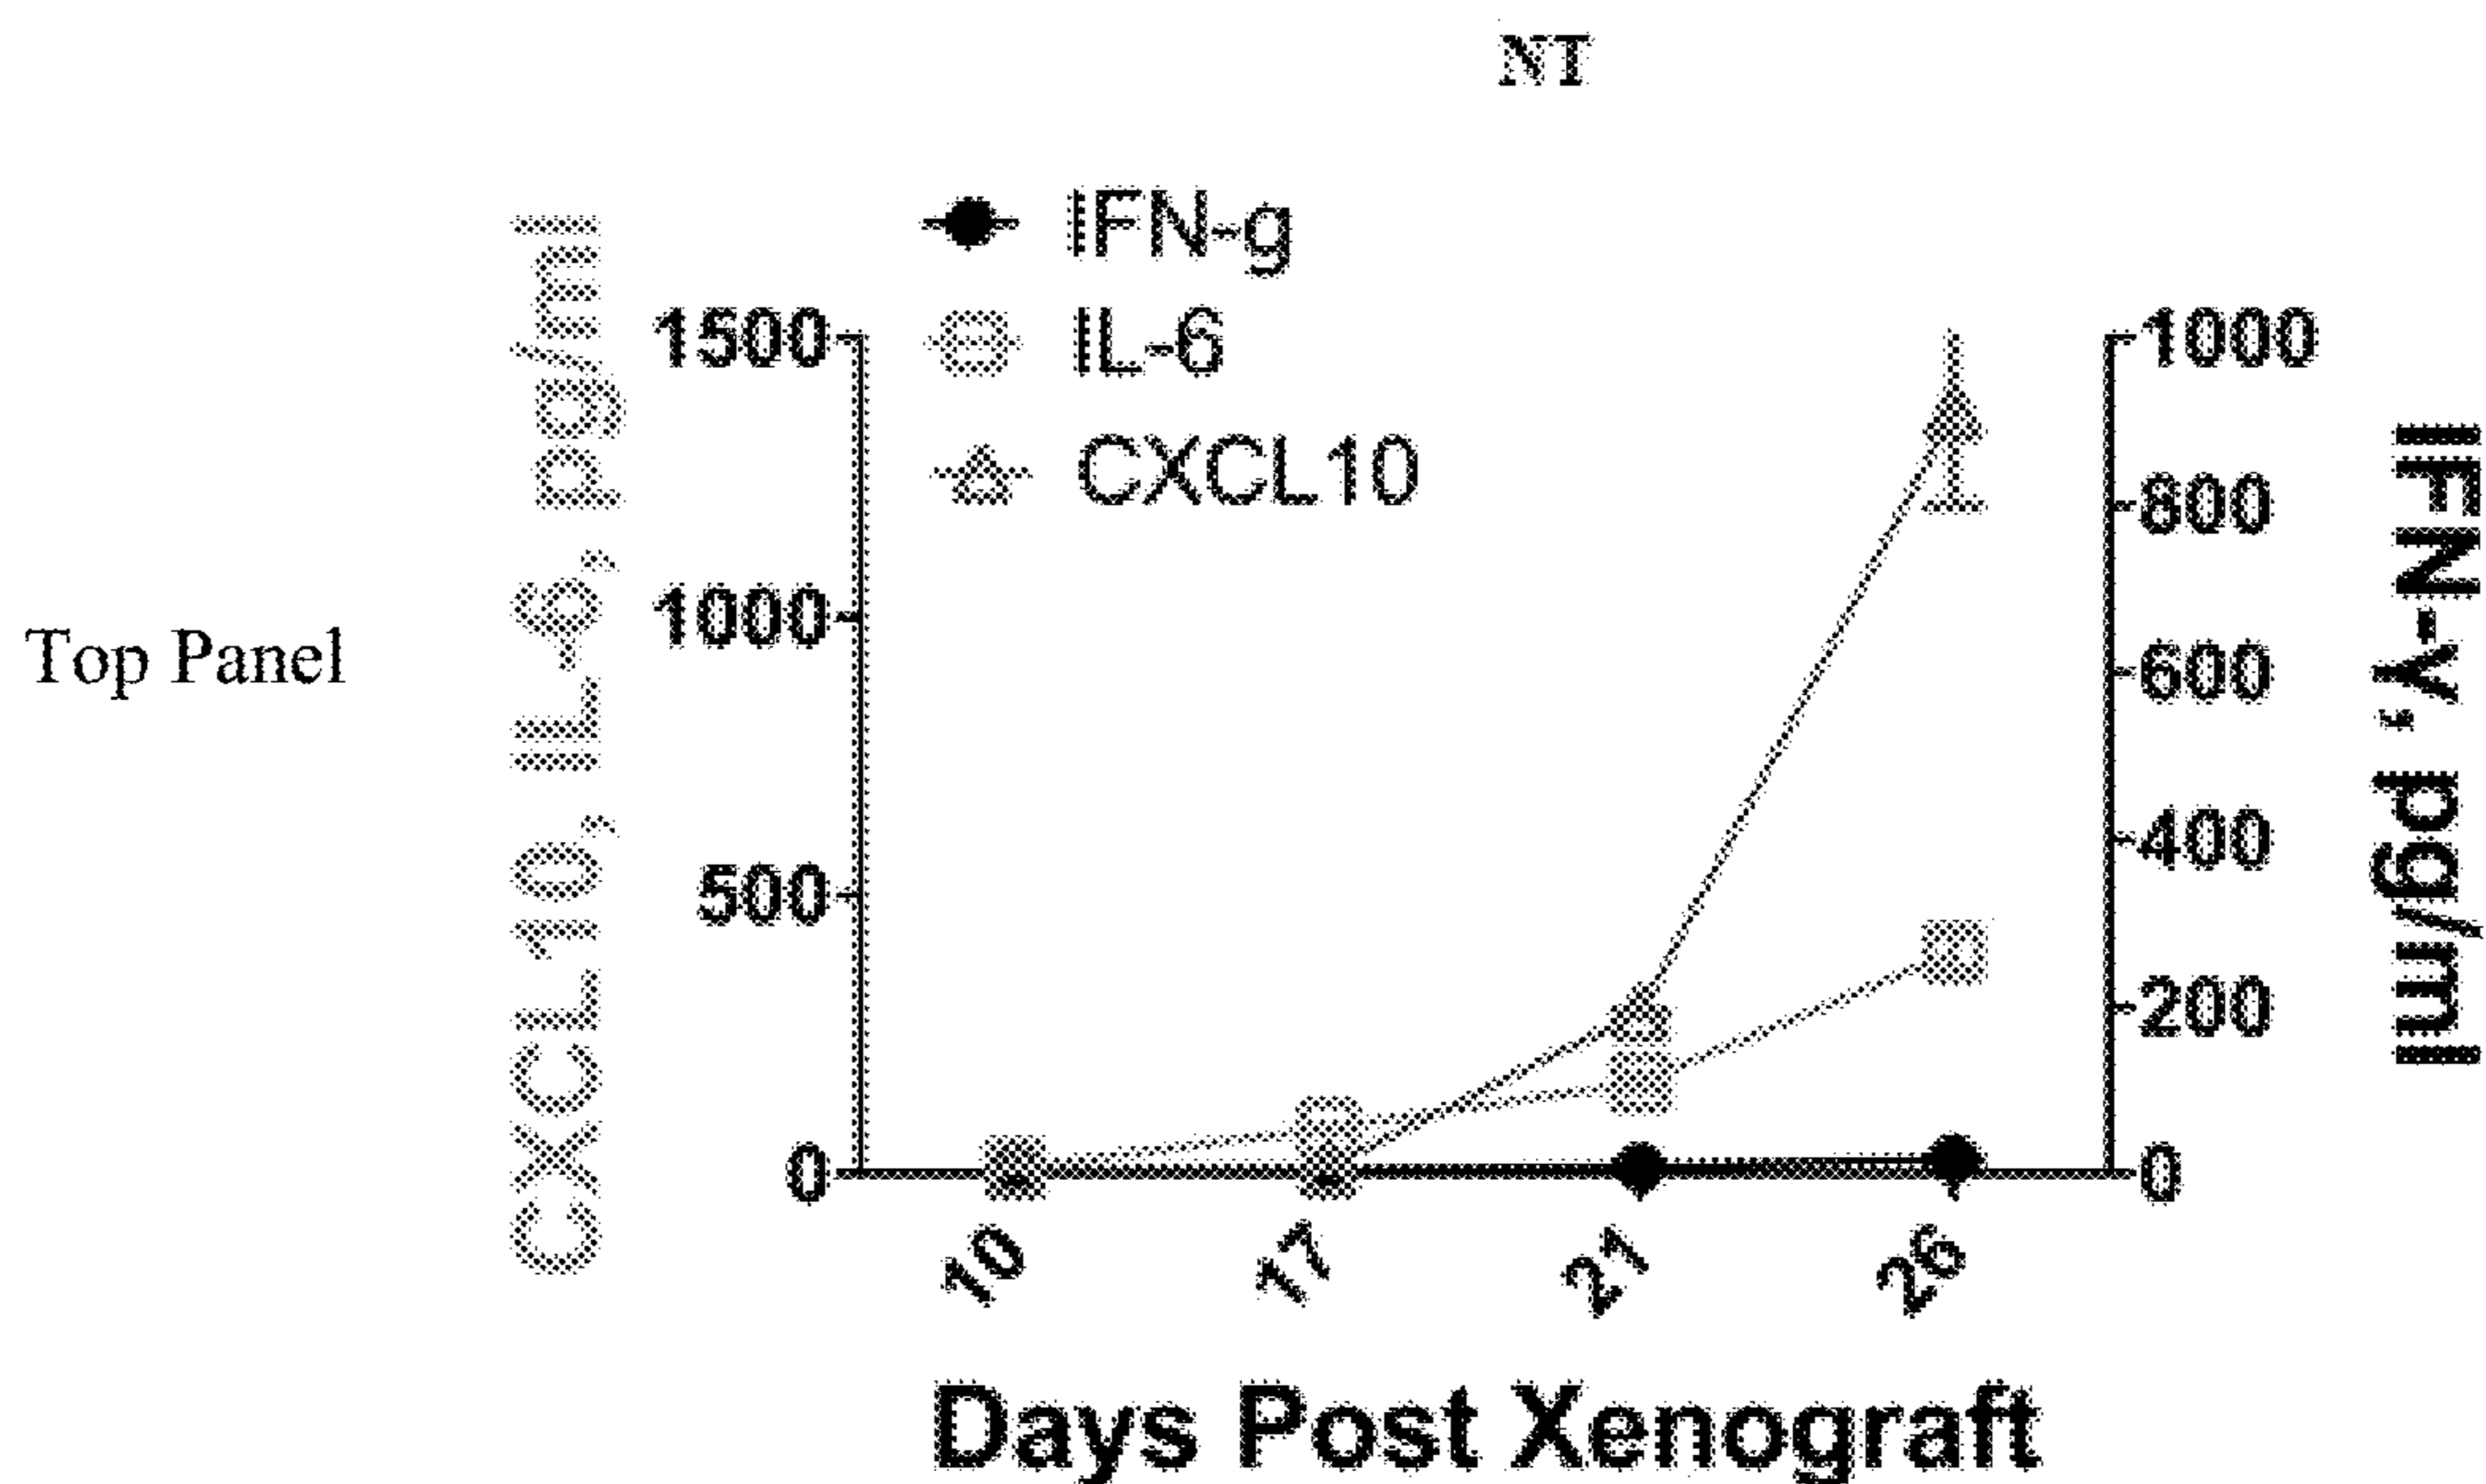 NT
IFN-g
IL-6
CXCL10
Top Panel
CXCL10, IL-6, pg/ml
1500
1000
500
0
1000
800
600
400
200
0
IFN-γ, pg/ml
10
17
21
26
Days Post Xenograft